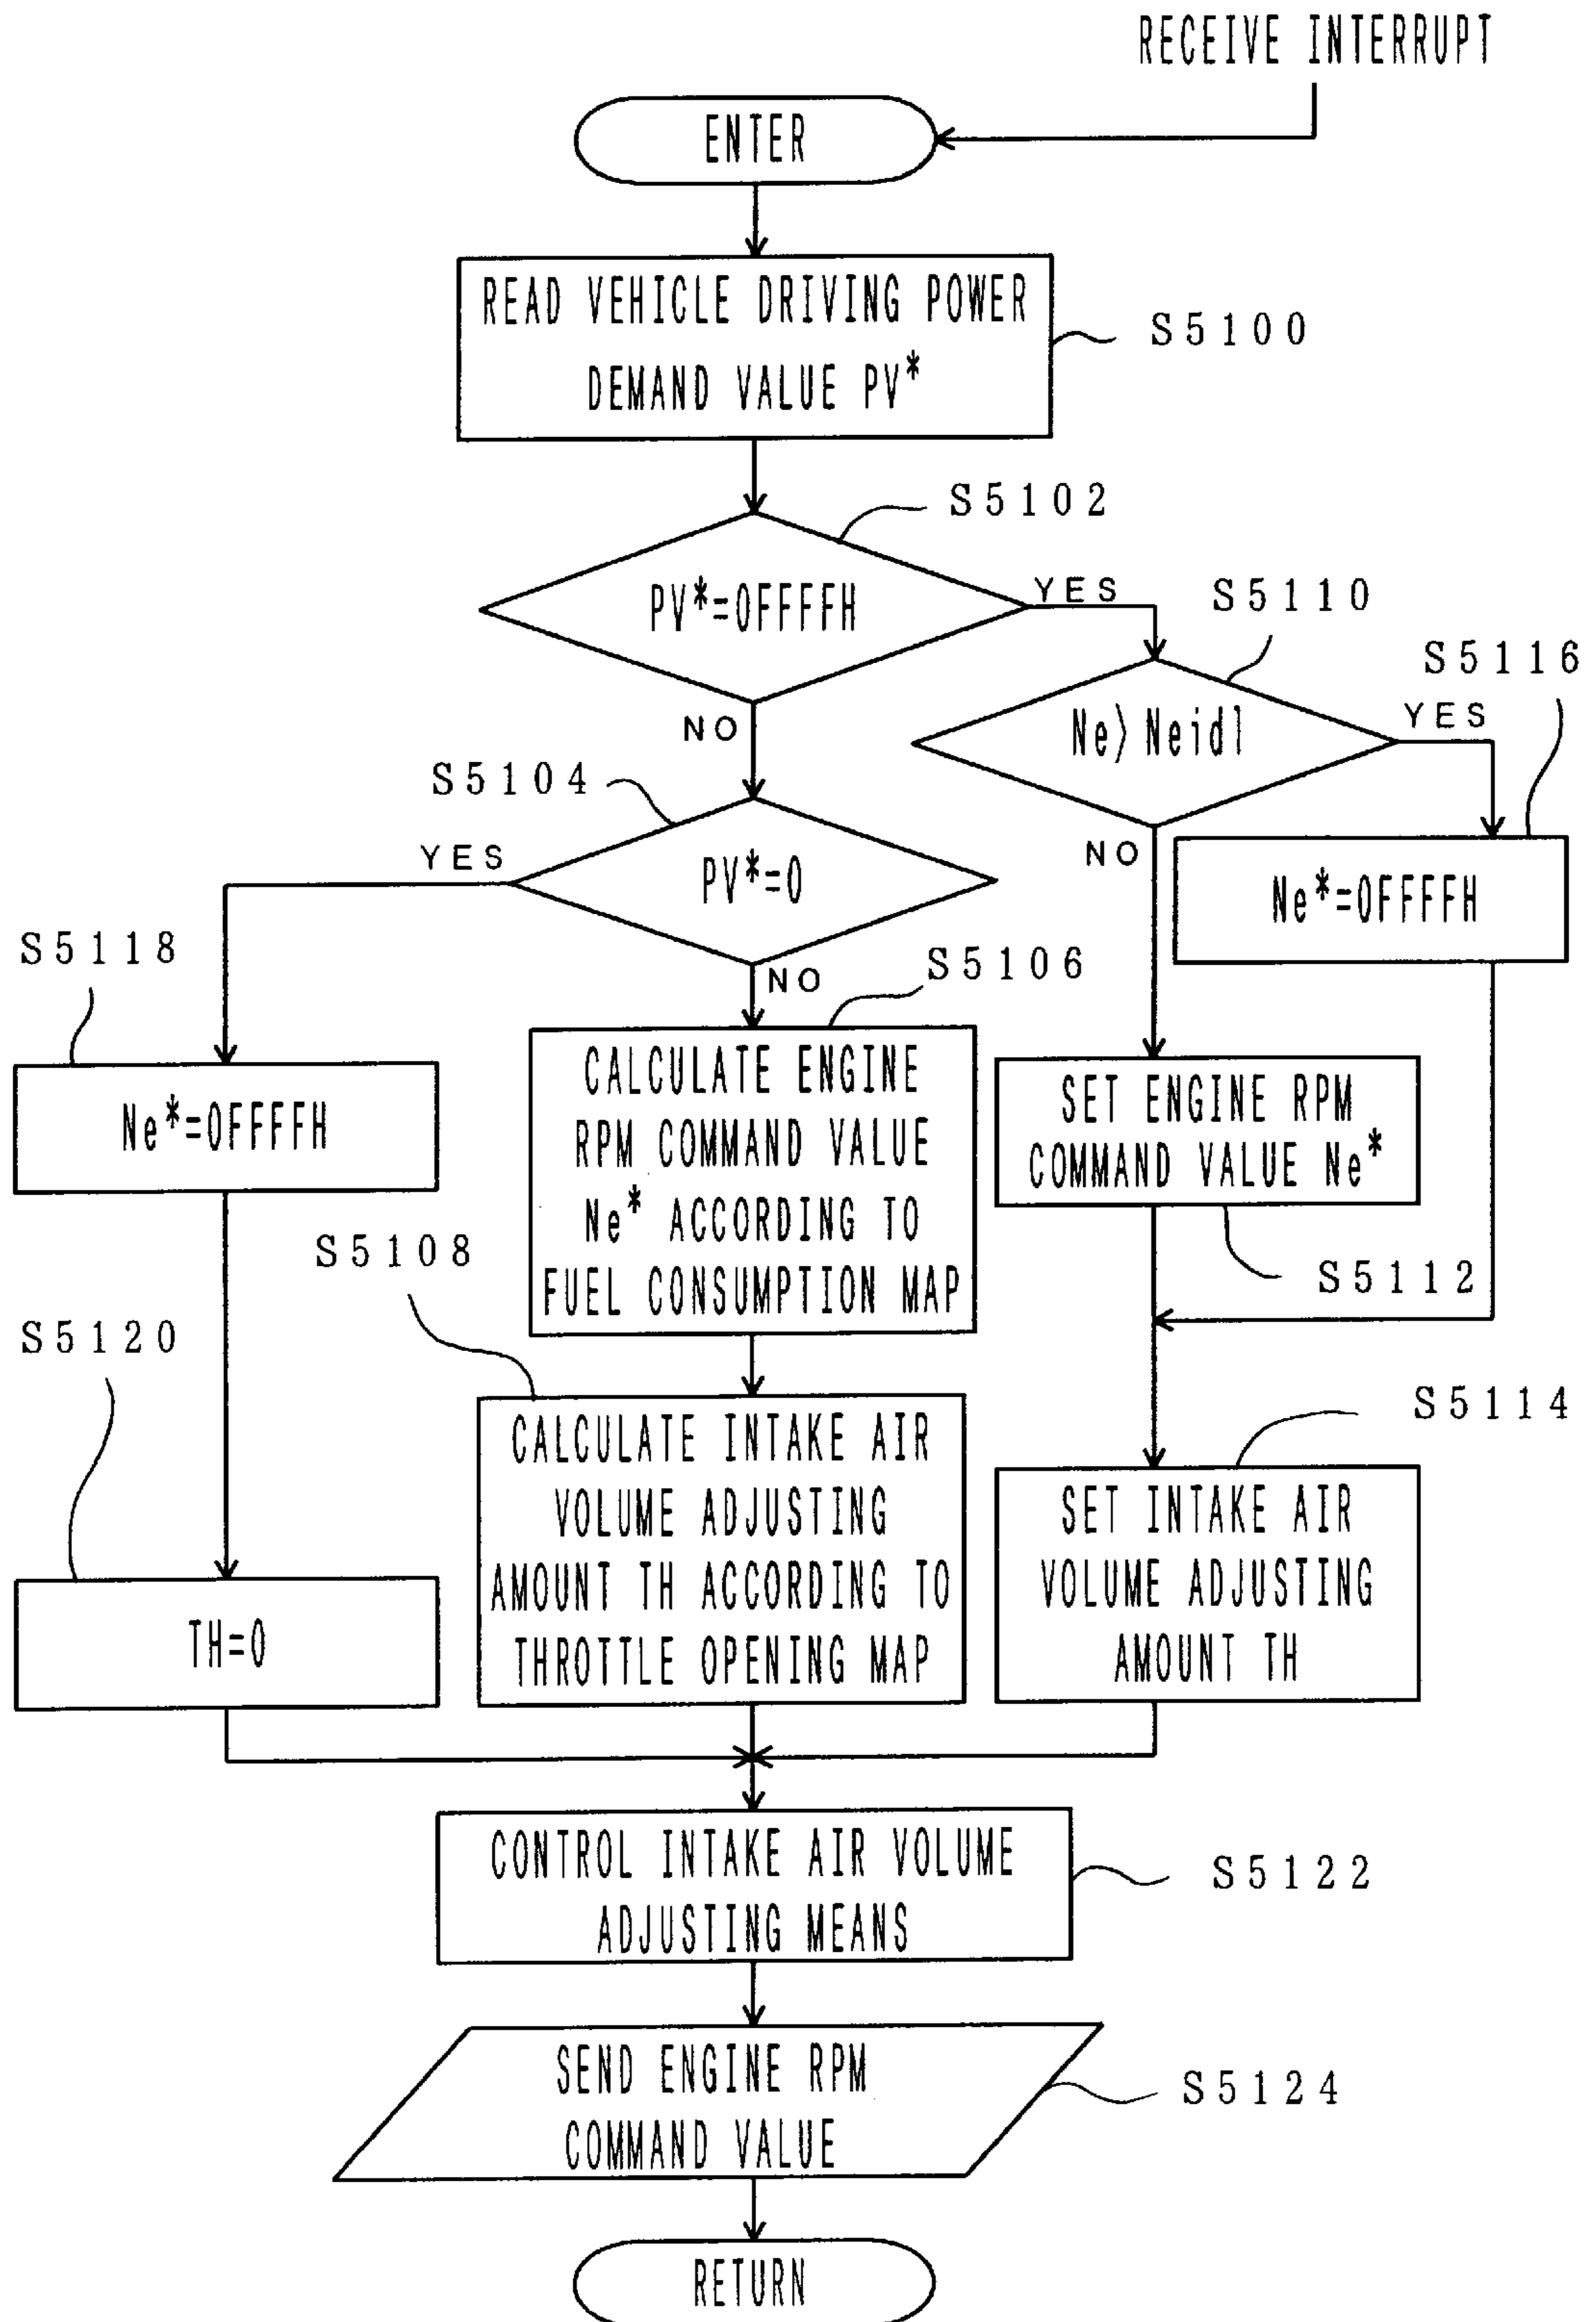 RECEIVE INTERRUPT
ENTER
READ VEHICLE DRIVING POWER
DEMAND VALUE PV*
S5100
S5102
PV*=0FFFFH
YES
NO
S5110
Ne>Neidl
YES
NO
S5116
Ne*=0FFFFH
S5104
PV*=0
YES
NO
S5118
Ne*=0FFFFH
S5106
CALCULATE ENGINE
RPM COMMAND VALUE
Ne* ACCORDING TO
FUEL CONSUMPTION MAP
SET ENGINE RPM
COMMAND VALUE Ne*
S5112
S5108
CALCULATE INTAKE AIR
VOLUME ADJUSTING
AMOUNT TH ACCORDING TO
THROTTLE OPENING MAP
S5114
SET INTAKE AIR
VOLUME ADJUSTING
AMOUNT TH
S5120
TH=0
CONTROL INTAKE AIR VOLUME
ADJUSTING MEANS
S5122
SEND ENGINE RPM
COMMAND VALUE
S5124
RETURN